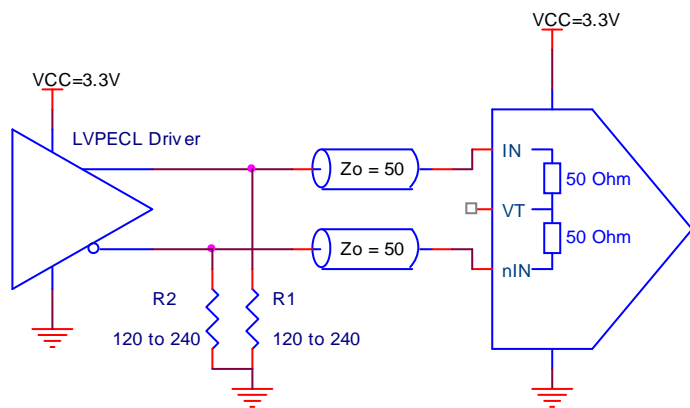 VCC=3.3V
VCC=3.3V
LVPECL Driver
Zo = 50
IN
50 Ohm
VT
50 Ohm
Zo = 50
nIN
R2
R1
120 to 240
120 to 240